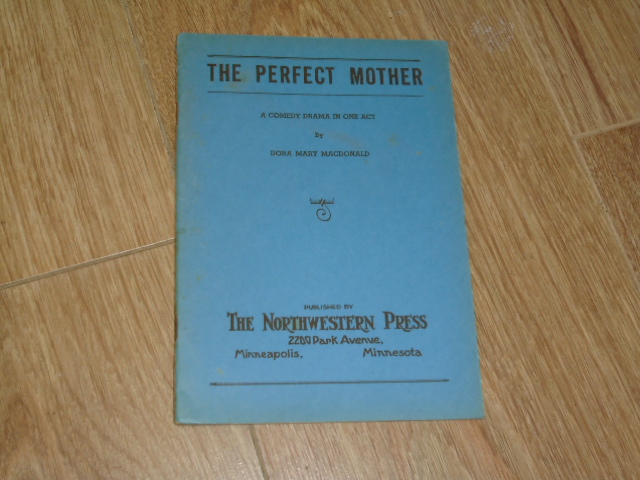 THE PERFECT MOTHER
A COMEDY DRAMA IN ONE ACT
by
DORA MARY MACDONALD
PUBLISHED BY
THE NORTHWESTERN PRESS
2200 Park Avenue,
Minneapolis, Minnesota